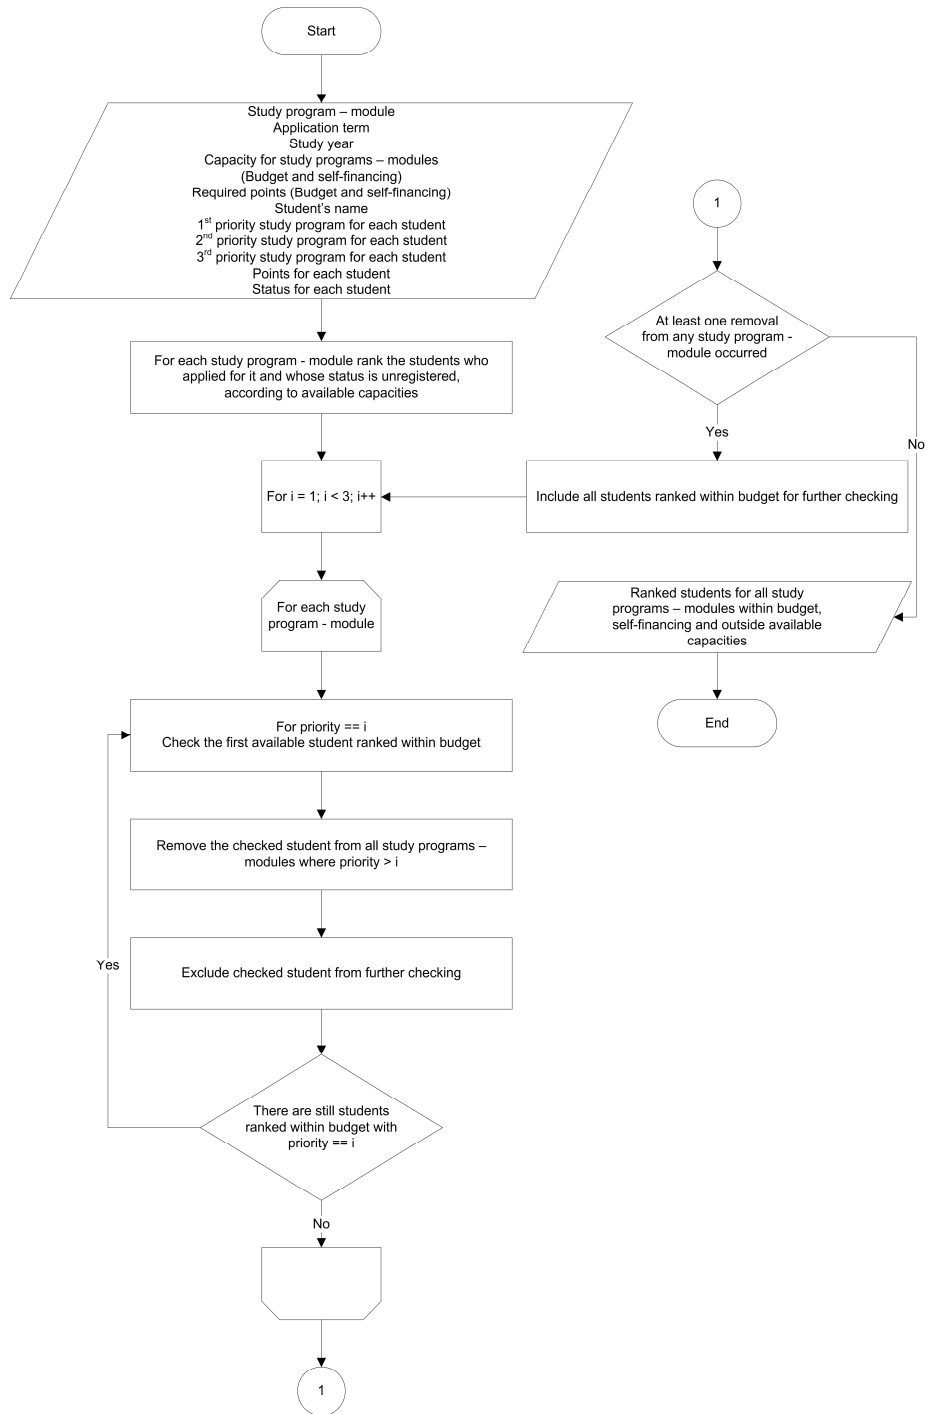 Start
Study program – module
Application term
Study year
Capacity for study programs – modules
(Budget and self-financing)
Required points (Budget and self-financing)
Student's name
1st priority study program for each student
2nd priority study program for each student
3rd priority study program for each student
Points for each student
Status for each student
For each study program - module rank the students who
applied for it and whose status is unregistered,
according to available capacities
For i = 1; i < 3; i++
For each study
program - module
For priority == i
Check the first available student ranked within budget
Remove the checked student from all study programs –
modules where priority > i
Exclude checked student from further checking
Yes
There are still students
ranked within budget with
priority == i
No
1
1
At least one removal
from any study program -
module occurred
Yes
No
Include all students ranked within budget for further checking
Ranked students for all study
programs – modules within budget,
self-financing and outside available
capacities
End